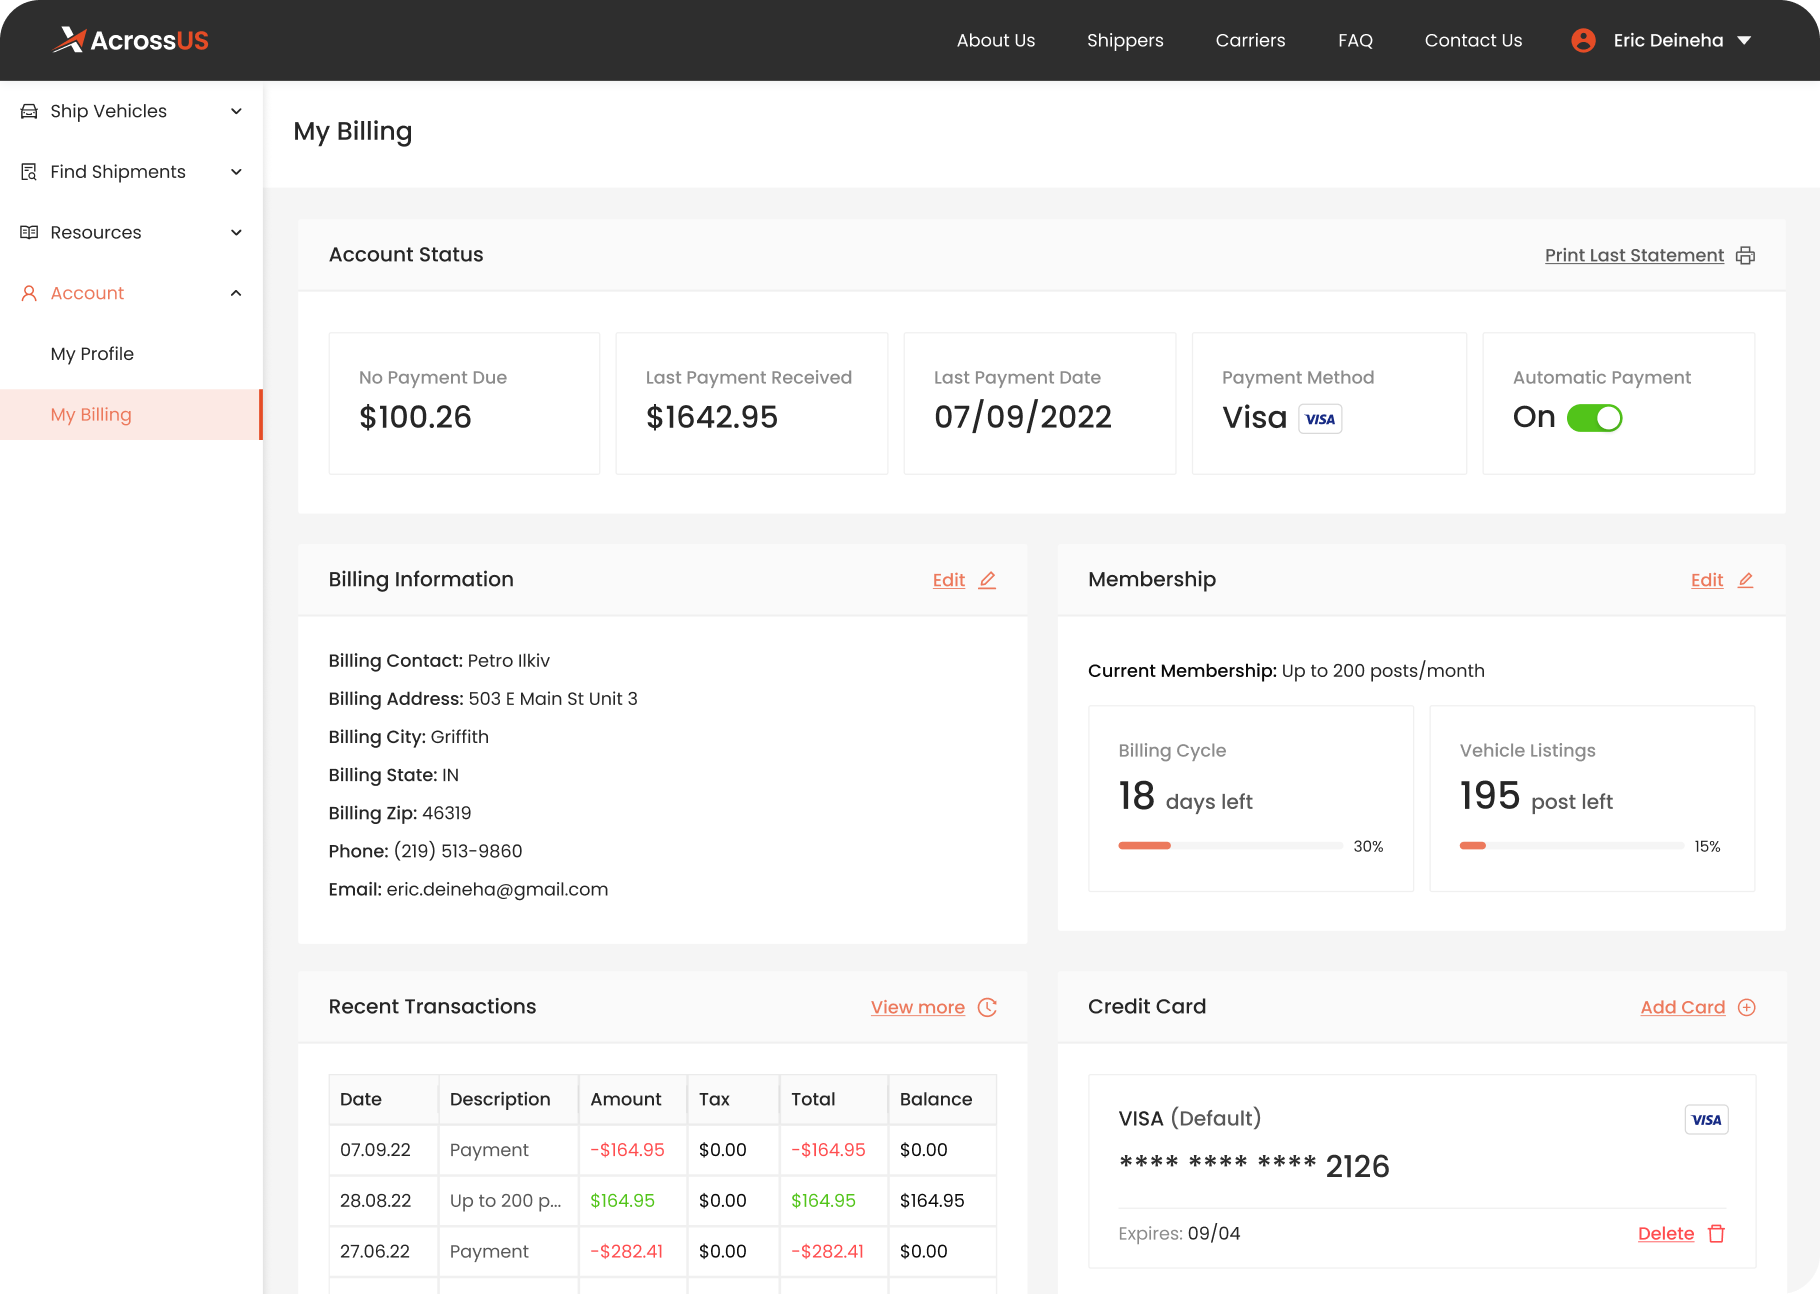 AcrossUS
About Us Shippers Carriers FAQ Contact Us Eric Deineha
Ship Vehicles
Find Shipments
Resources
Account
My Profile
My Billing
My Billing
Account Status
Print Last Statement
No Payment Due
$100.26
Last Payment Received
$1642.95
Last Payment Date
07/09/2022
Payment Method
Visa VISA
Automatic Payment
On
Billing Information
Edit
Billing Contact: Petro Ilkiv
Billing Address: 503 E Main St Unit 3
Billing City: Griffith
Billing State: IN
Billing Zip: 46319
Phone: (219) 513-9860
Email: eric.deineha@gmail.com
Membership
Edit
Current Membership: Up to 200 posts/month
Billing Cycle
18 days left
30%
Vehicle Listings
195 post left
15%
Recent Transactions
View more
Date Description Amount Tax Total Balance
07.09.22 Payment -$164.95 $0.00 -$164.95 $0.00
28.08.22 Up to 200 p... $164.95 $0.00 $164.95 $164.95
27.06.22 Payment -$282.41 $0.00 -$282.41 $0.00
Credit Card
Add Card
VISA (Default)
VISA
**** **** **** 2126
Expires: 09/04
Delete